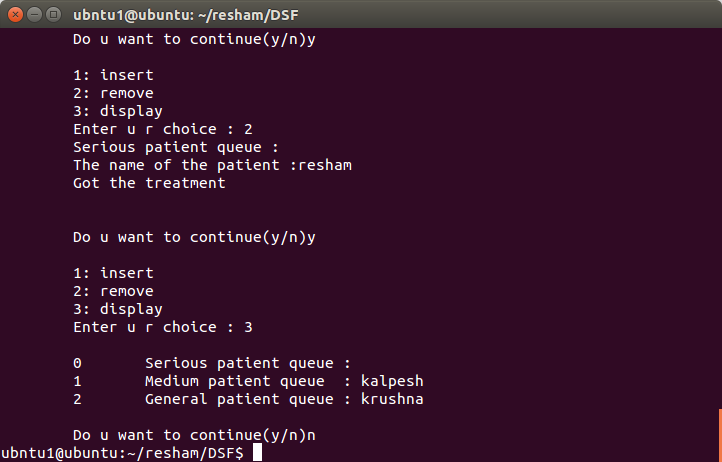 ubntu1@ubuntu: ~/resham/DSF
Do u want to continue(y/n)y
1: insert
2: remove
3: display
Enter u r choice : 2
Serious patient queue :
The name of the patient :resham
Got the treatment
Do u want to continue(y/n)y
1: insert
2: remove
3: display
Enter u r choice : 3
0       Serious patient queue :
1       Medium patient queue  : kalpesh
2       General patient queue : krushna
Do u want to continue(y/n)n
ubntu1@ubuntu:~/resham/DSF$